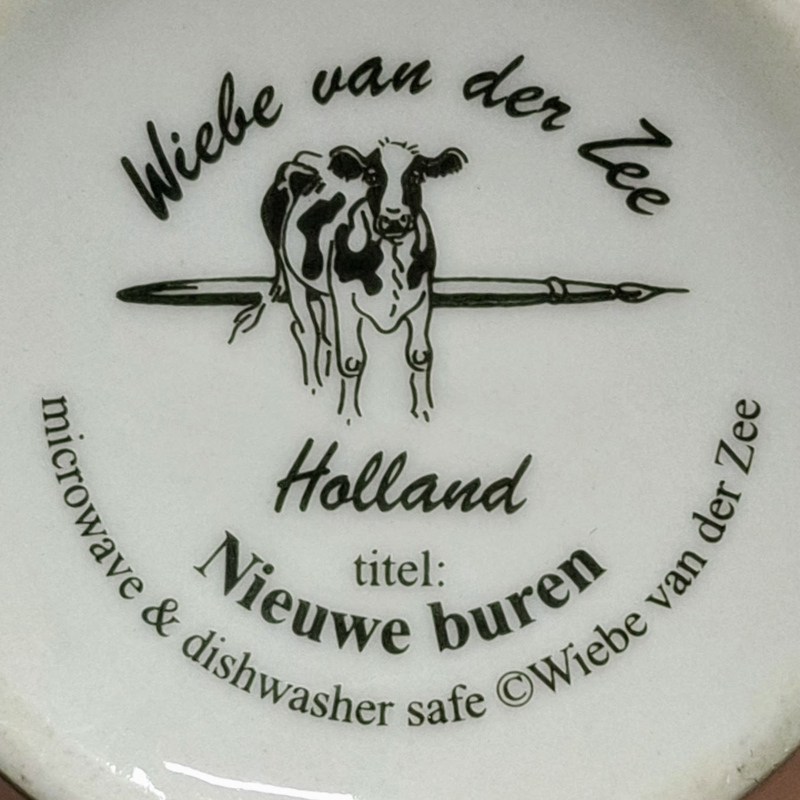 Wiebe van der Zee
Holland
titel:
Nieuwe buren
microwave & dishwasher safe ©Wiebe van der Zee